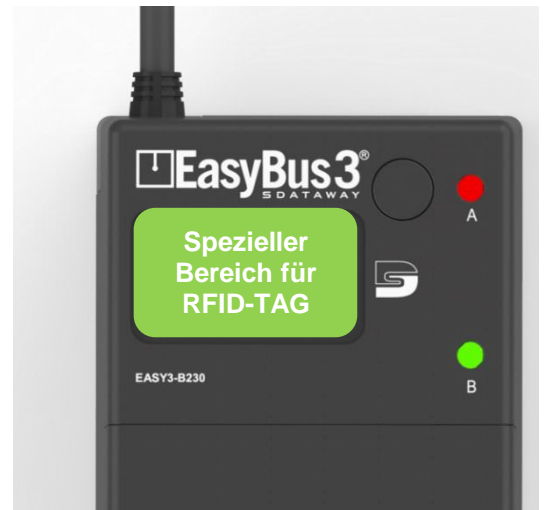 EasyBus3®
SDATAWAY
A
Spezieller
Bereich für
RFID-TAG
EASY3-B230
B